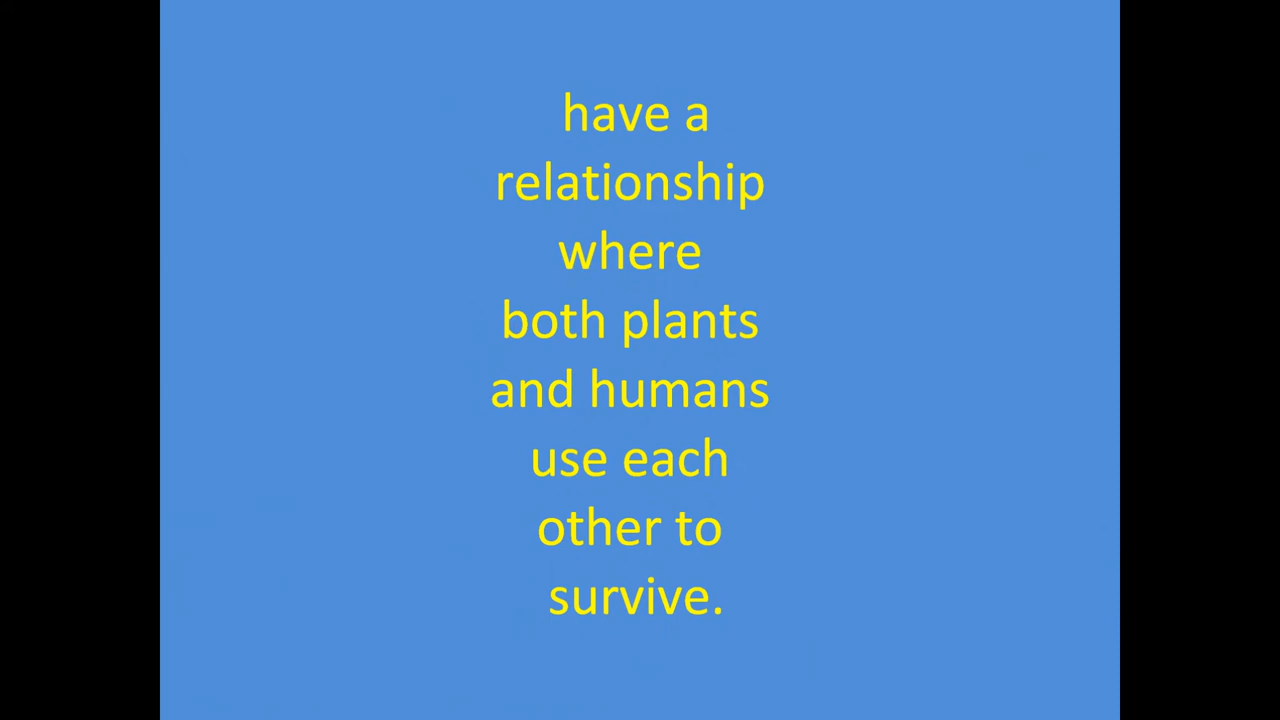 have a
relationship
where
both plants
and humans
use each
other to
survive.